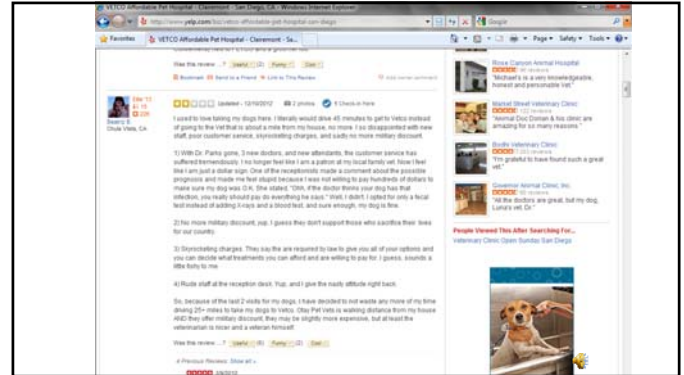 VETCO Affordable Pet Hospital - Clairemont - San Diego, CA - Windows Internet Explorer
Google
Favorites
VETCO Affordable Pet Hospital - Clairemont - Sa...
Page Safety Tools
Was this review ...? Useful (2) Funny Cool
Bookmark Send to a Friend Link to This Review
Add owner comment
Elite '13
Chula Vista, CA
Updated - 12/10/2012 2 photos 5 Check-ins here
I used to love taking my dogs here. I literally would drive 45 minutes to get to Vetco instead
of going to the Vet that is about a mile from my house, no more. I so disappointed with new
staff, poor customer service, skyrocketing charges, and sadly no more military discount.
1) With Dr. Parns gone, 3 new doctors, and new attendants, the customer service has
suffered tremendously. I no longer feel like I am a patron at my local family vet. Now I feel
like I am just a dollar sign. One of the receptionists made a comment about the possible
prognosis and made me feel stupid because I was not willing to pay hundreds of dollars to
make sure my dog was O.K. She stated, "Ohh, if the doctor thinks your dog has that
infection, you really should pay do everything he says." Well, I didn't. I opted for only a fecal
test instead of adding X-rays and a blood test, and sure enough, my dog is fine.
2) No more military discount, yup. I guess they don't support those who sacrifice their lives
for our country.
3) Skyrocketing charges. They say the are required by law to give you all of your options and
you can decide what treatments you can afford and are willing to pay for. I guess, sounds a
little fishy to me.
4) Rude staff at the reception desk. Yup, and I give the nasty attitude right back.
So, because of the last 2 visits for my dogs, I have decided to not waste any more of my time
driving 25+ miles to take my dogs to Vetco. Otay Pet Vets is walking distance from my house
AND they offer military discount, they may be slightly more expensive, but at least the
veterinarian is nicer and a veteran himself.
Was this review ...? Useful (6) Funny (2) Cool
4 Previous Reviews: Show all »
3/9/2012
Rose Canyon Animal Hospital
"Michael's is a very knowledgeable,
honest and personable Vet."
Market Street Veterinary Clinic
"Animal Doc Dorian & his clinic are
amazing for so many reasons."
"I'm grateful to have found such a great
vet."
Governor Animal Clinic, Inc.
"All the doctors are great, but my dog,
Luna's vet, Dr."
People Viewed This After Searching For...
Veterinary Clinic Open Sunday San Diego